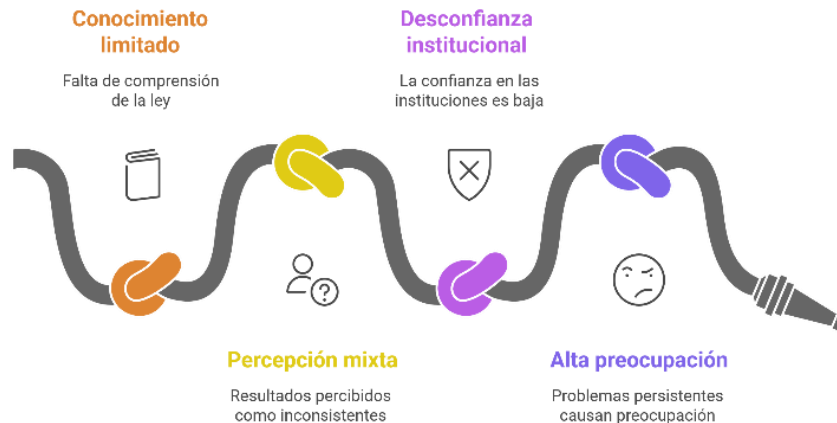 Conocimiento
limitado
Falta de comprensión
de la ley
Desconfianza
institucional
La confianza en las
instituciones es baja
?
Percepción mixta
Resultados percibidos
como inconsistentes
Alta preocupación
Problemas persistentes
causan preocupación